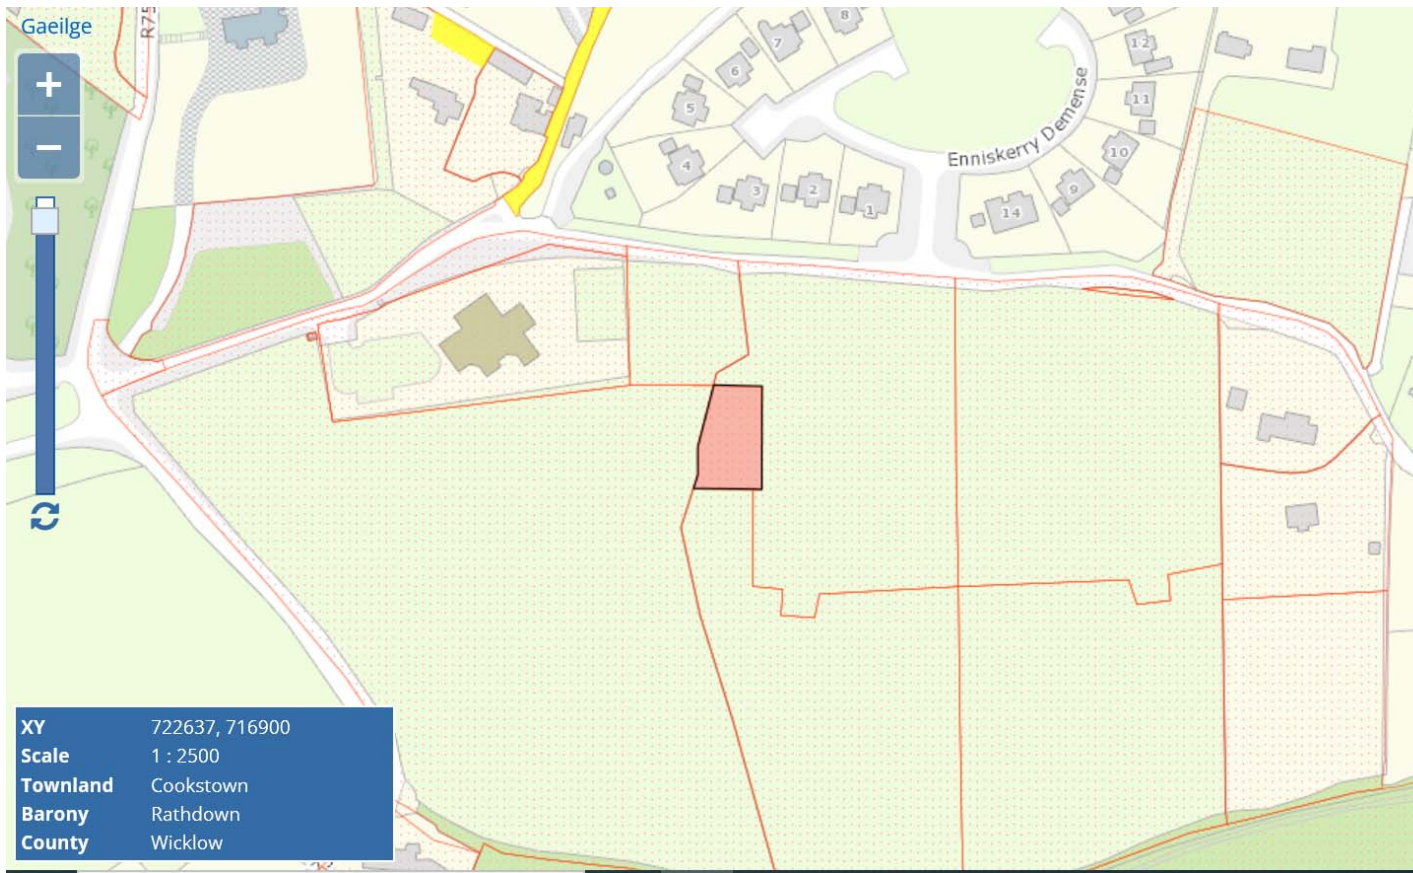 Gaeilge
+
−
R75
8
7
6
5
4
3
2
1
12
11
10
9
14
Enniskerry Demense
XY 722637, 716900
Scale 1 : 2500
Townland Cookstown
Barony Rathdown
County Wicklow